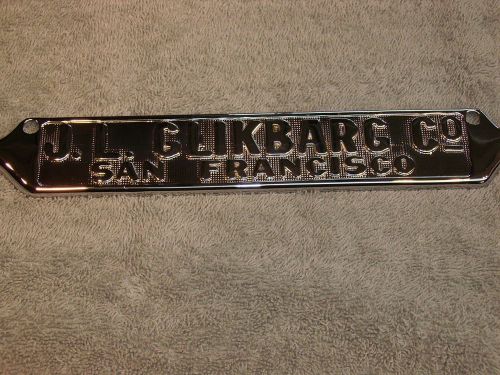 J. L. GLIKBARG CO
SAN FRANCISCO